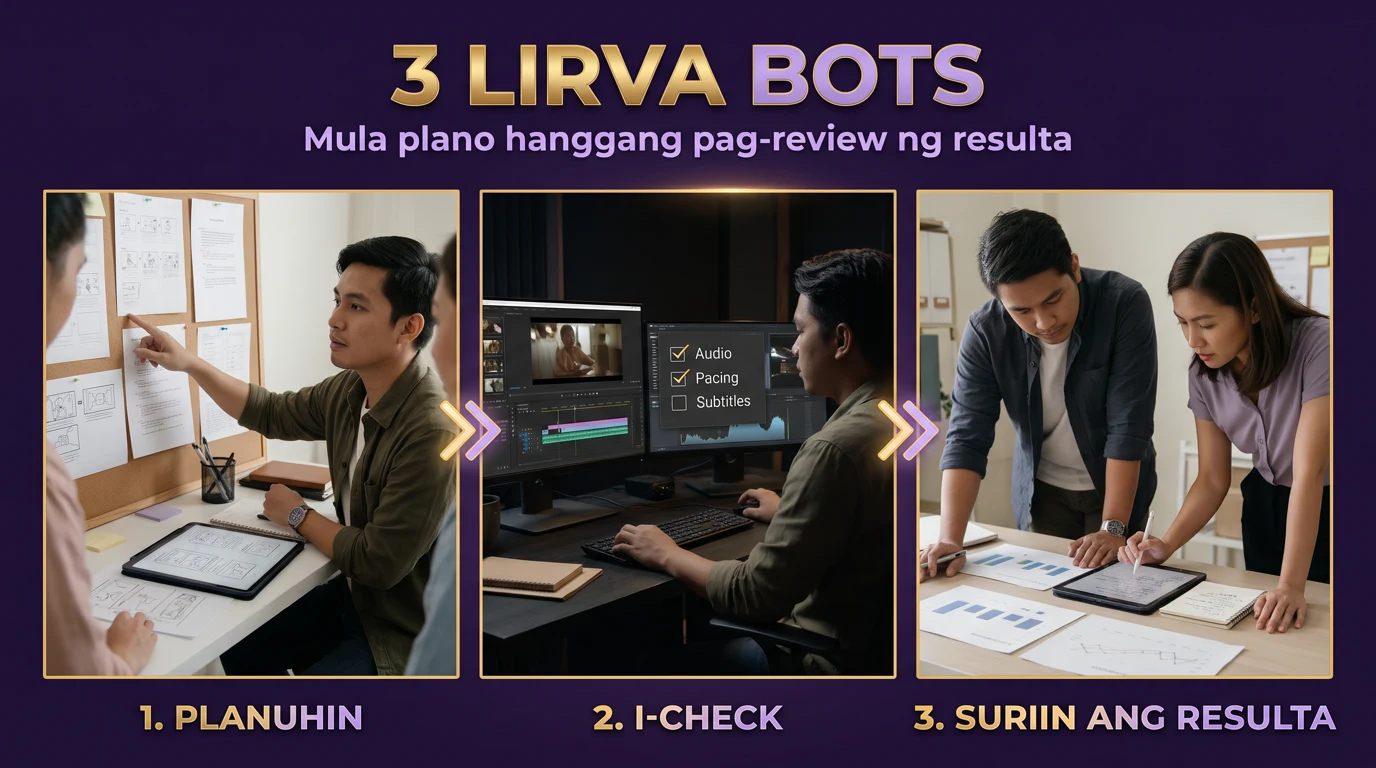 3 LIRVA BOTS
Mula plano hanggang pag-review ng resulta
Audio
Pacing
Subtitles
1. PLANUHIN
2. I-CHECK
3. SURIIN ANG RESULTA